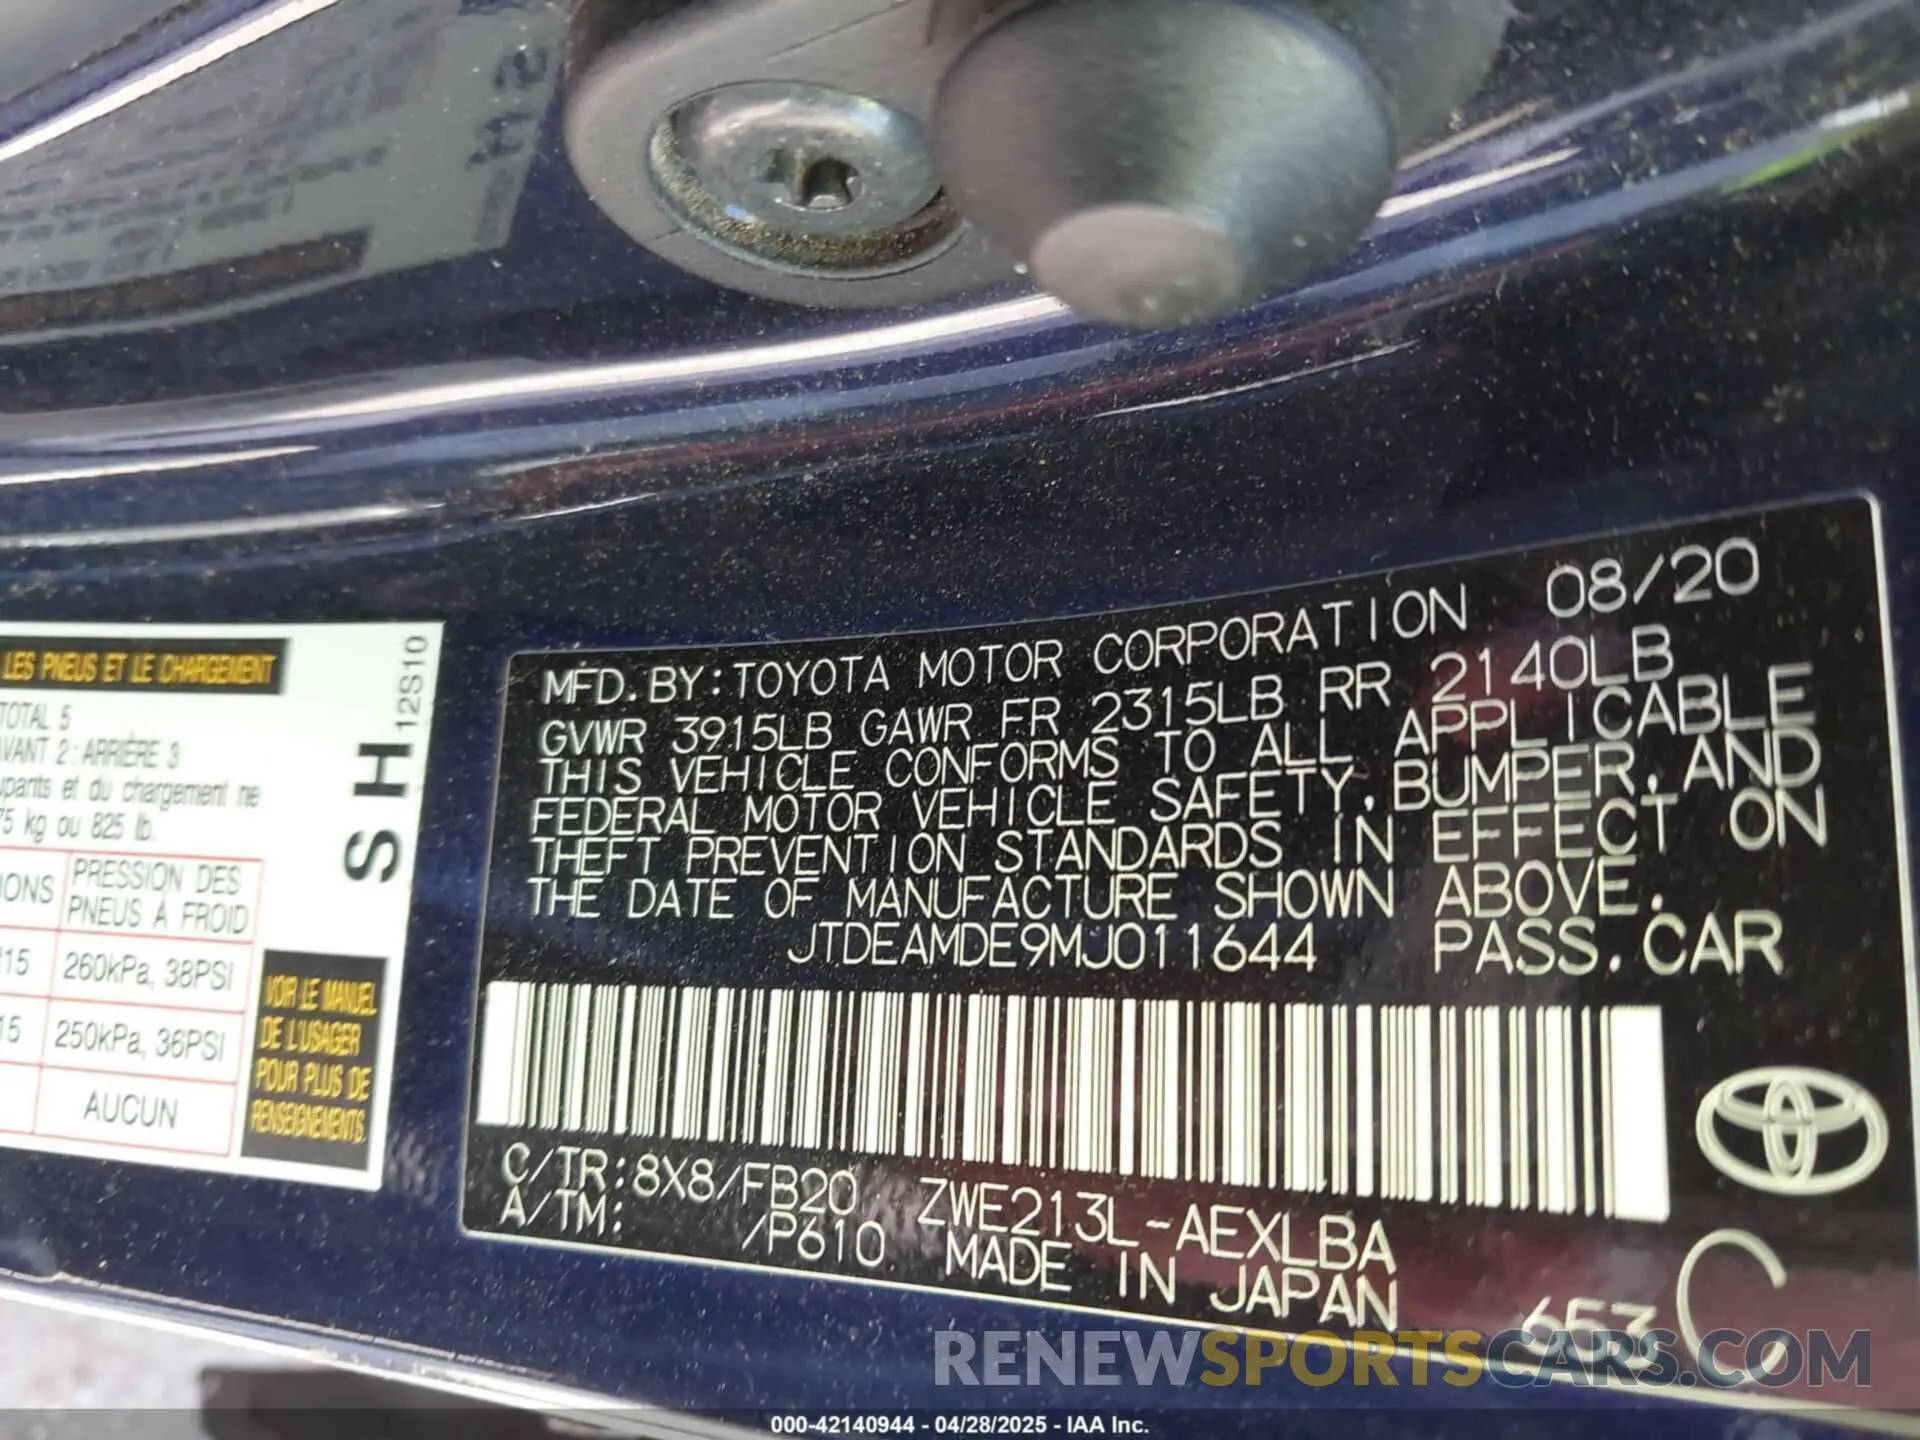 LES PNEUS ET LE CHARGEMENT
TOTAL 5
AVANT 2 : ARRIÈRE 3
et du chargement ne
75 kg ou 825 lb.
PRESSION DES
PNEUS À FROID
15 260kPa, 38PSI
15 250kPa, 36PSI
AUCUN
VOIR LE MANUEL
DE L'USAGER
POUR PLUS DE
RENSEIGNEMENTS.
S H
12S10
MFD. BY: TOYOTA MOTOR CORPORATION 08/20
GVWR 3915LB GAWR FR 2315LB RR 2140LB
THIS VEHICLE CONFORMS TO ALL APPLICABLE
FEDERAL MOTOR VEHICLE SAFETY, BUMPER, AND
THEFT PREVENTION STANDARDS IN EFFECT ON
THE DATE OF MANUFACTURE SHOWN ABOVE.
JTDEAMDE9MJ011644 PASS. CAR
C/TR: 8X8/FB20 ZWE213L-AEXLBA
A/TM: /P610 MADE IN JAPAN
653 C
RENEWSPORTSCARS.COM
000-42140944 - 04/28/2025 - IAA Inc.